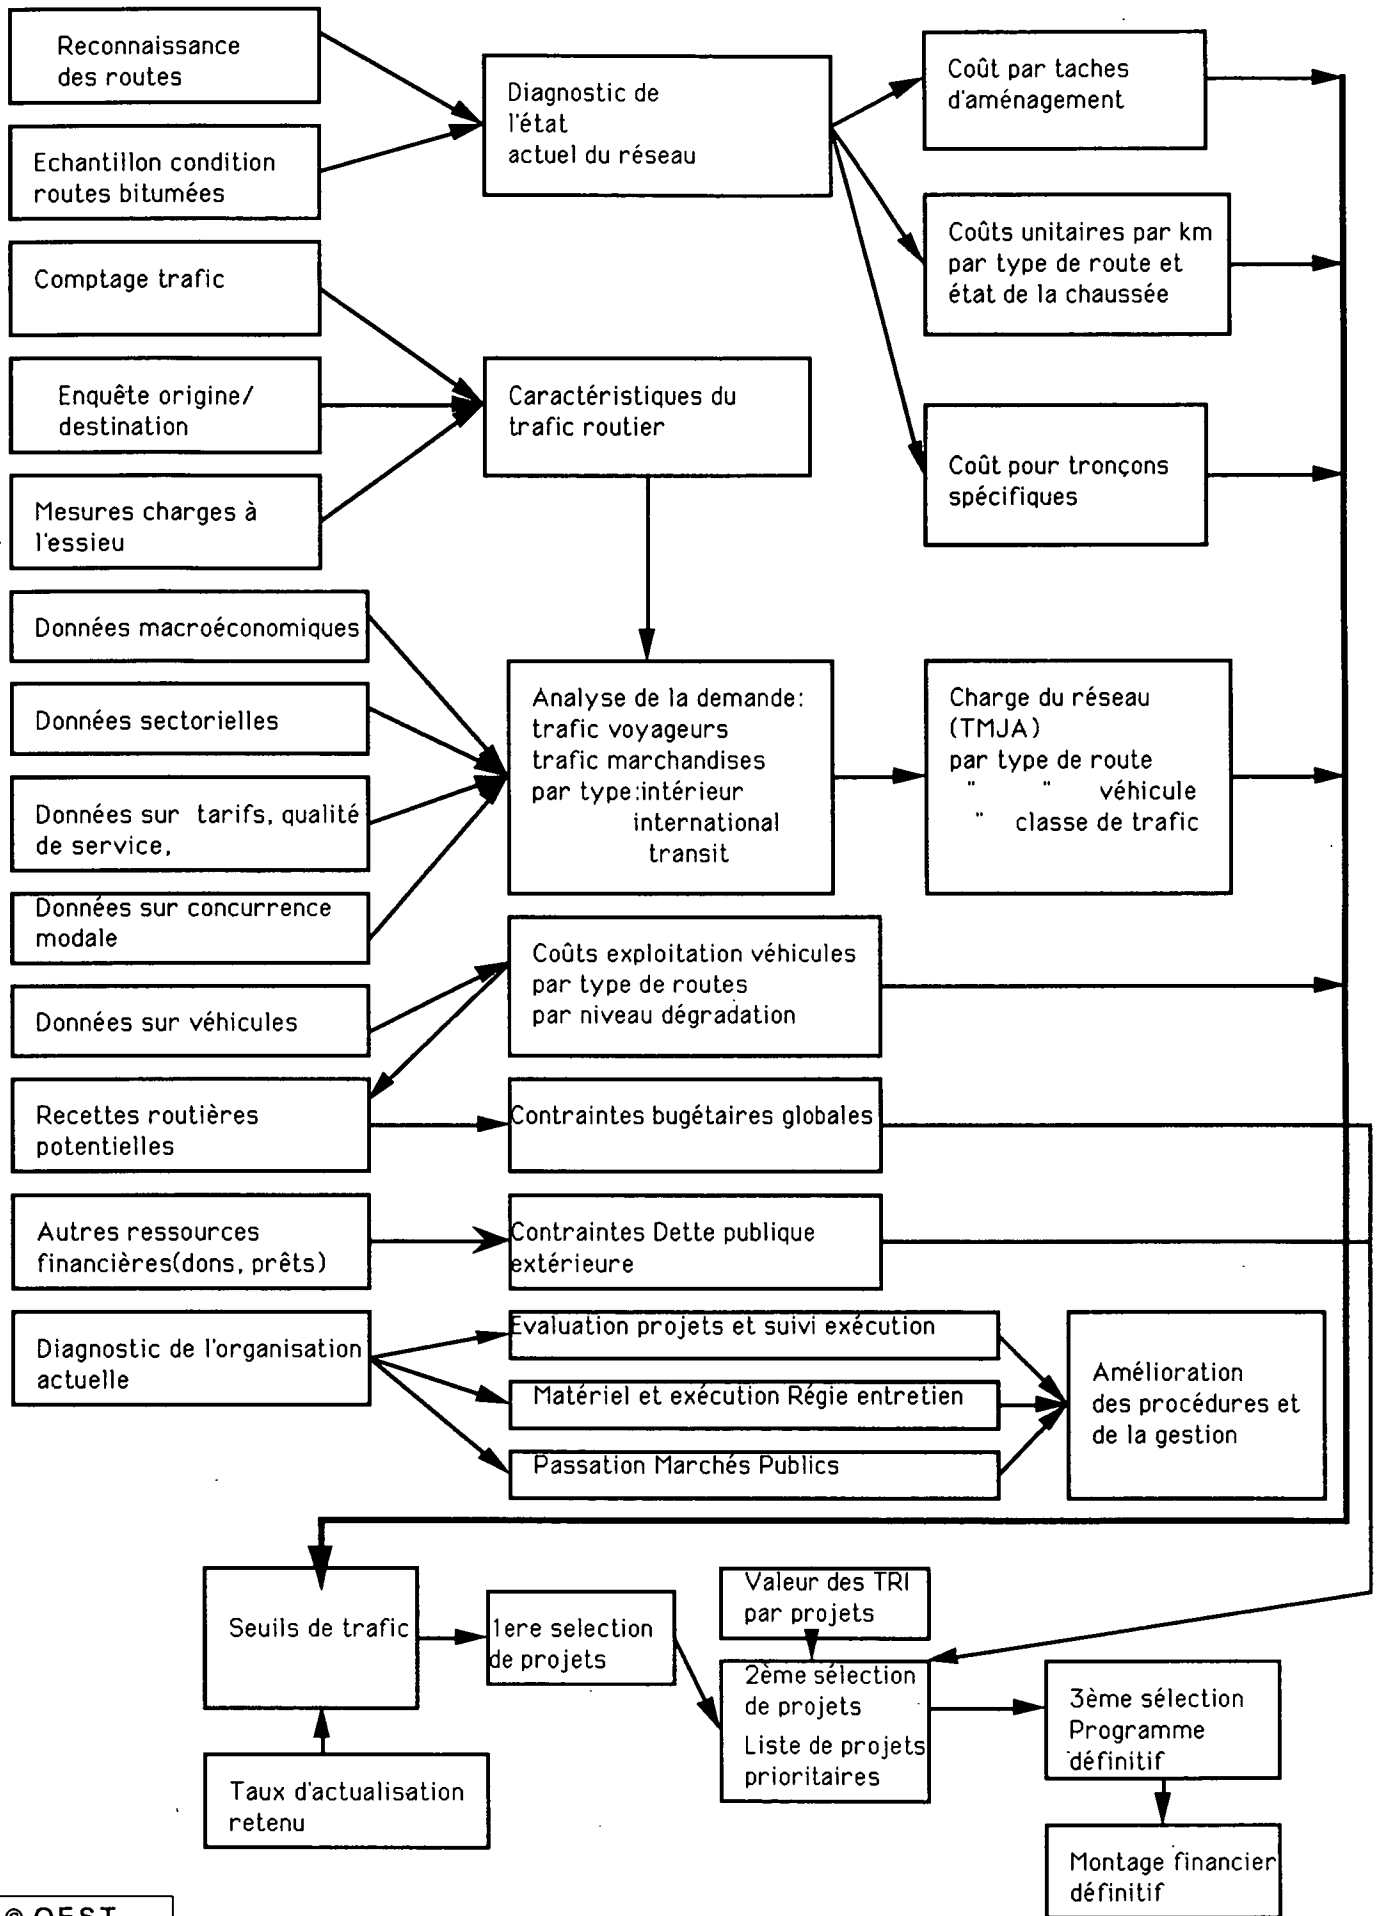 Reconnaissance
des routes
Echantillon condition
routes bitumées
Comptage trafic
Enquête origine/
destination
Mesures charges à
l'essieu
Données macroéconomiques
Données sectorielles
Données sur tarifs, qualité
de service,
Données sur concurrence
modale
Données sur véhicules
Recettes routières
potentielles
Autres ressources
financières(dons, prêts)
Diagnostic de l'organisation
actuelle
Diagnostic de
l'état
actuel du réseau
Caractéristiques du
trafic routier
Analyse de la demande:
trafic voyageurs
trafic marchandises
par type:intérieur
international
transit
Coûts exploitation véhicules
par type de routes
par niveau dégradation
Contraintes bugétaires globales
Contraintes Dette publique
extérieure
Evaluation projets et suivi exécution
Matériel et exécution Régie entretien
Passation Marchés Publics
Coût par taches
d'aménagement
Coûts unitaires par km
par type de route et
état de la chaussée
Coût pour tronçons
spécifiques
Charge du réseau
(TMJA)
par type de route
" " véhicule
" classe de trafic
Amélioration
des procédures et
de la gestion
Seuils de trafic
Taux d'actualisation
retenu
1ere selection
de projets
Valeur des TRI
par projets
2ème sélection
de projets
Liste de projets
prioritaires
3ème sélection
Programme
définitif
Montage financier
définitif
@ OEST